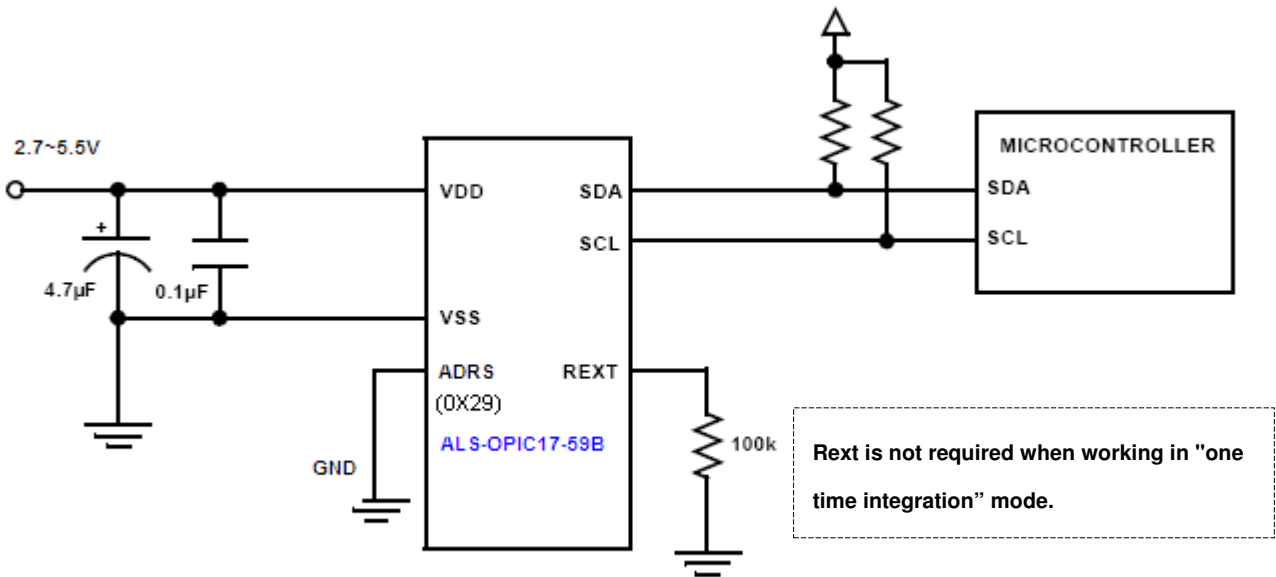 2.7~5.5V
+
4.7µF
0.1µF
VDD
SDA
SCL
VSS
ADRS
(0X29)
REXT
ALS-OPIC17-59B
GND
100k
MICROCONTROLLER
SDA
SCL
Rext is not required when working in "one
time integration” mode.